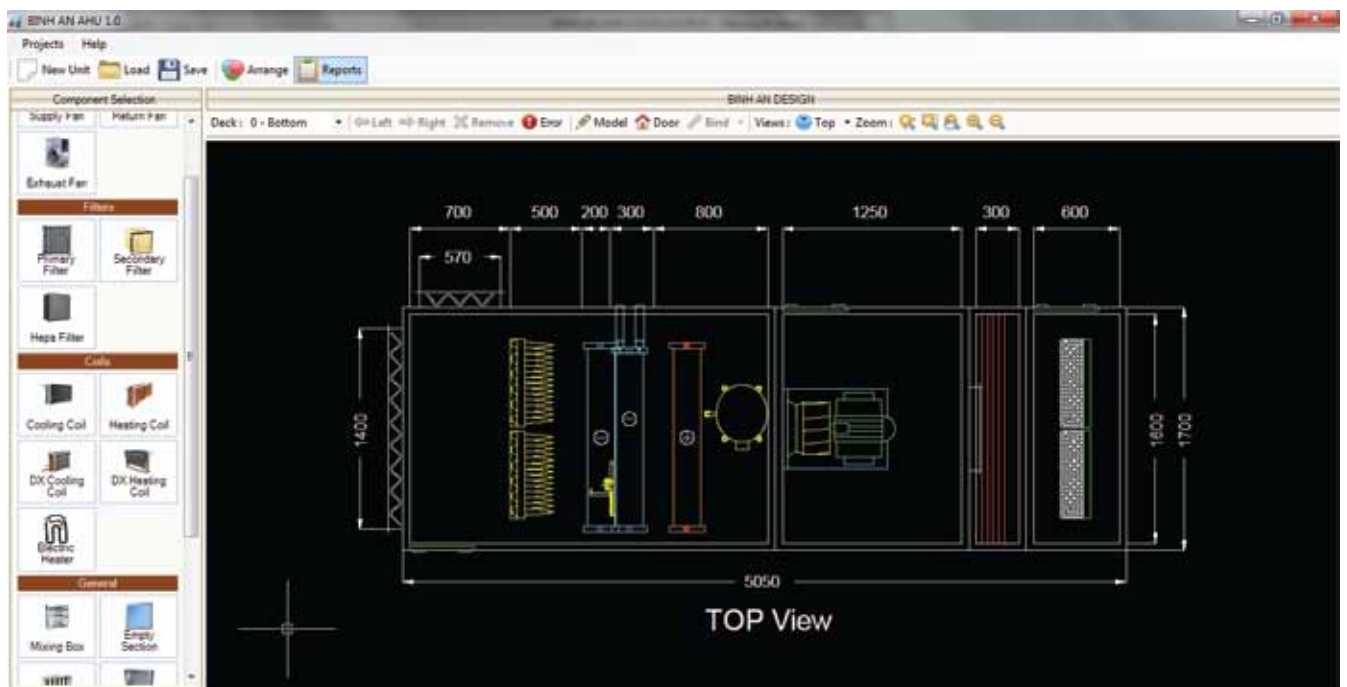 BINH AN AHU 1.0
Projects Help
New Unit Load Save Arrange Reports
Component Selection
BINH AN DESIGN
Supply Fan Return Fan
Deck: 0 - Bottom Left Right Remove Error Model Door Bind Views: Top Zoom:
Exhaust Fan
Filters
Primary Filter
Secondary Filter
Hepa Filter
Coils
Cooling Coil Heating Coil
DX Cooling Coil
DX Heating Coil
Electric Heater
General
Mixing Box
Empty Section
700 500 200 300 800 1250 300 600
570
1400
1600
1700
5050
TOP View